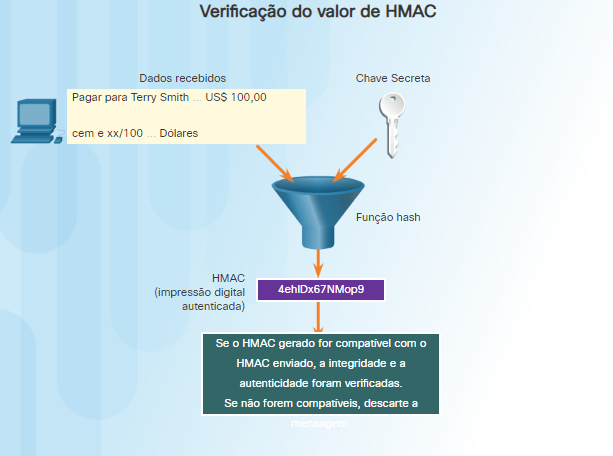 Verificação do valor de HMAC
Dados recebidos
Chave Secreta
Pagar para Terry Smith ... US$ 100,00
cem e xx/100 ... Dólares
Função hash
HMAC
(impressão digital
autenticada)
4ehIDx67NMop9
Se o HMAC gerado for compatível com o
HMAC enviado, a integridade e a
autenticidade foram verificadas.
Se não forem compatíveis, descarte a
mensagem